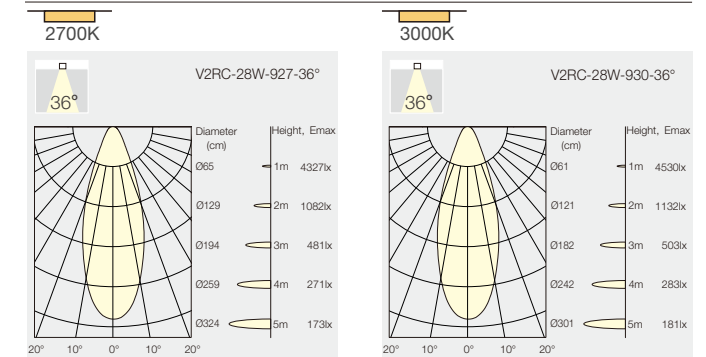 2700K
V2RC-28W-927-36°
36°
Diameter (cm) Height, Emax
Ø65 1m 4327lx
Ø129 2m 1082lx
Ø194 3m 481lx
Ø259 4m 271lx
Ø324 5m 173lx
20° 10° 0° 10° 20°
3000K
V2RC-28W-930-36°
36°
Diameter (cm) Height, Emax
Ø61 1m 4530lx
Ø121 2m 1132lx
Ø182 3m 503lx
Ø242 4m 283lx
Ø301 5m 181lx
20° 10° 0° 10° 20°